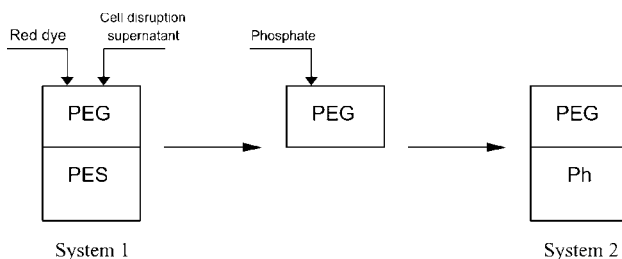 Cell disruption
supernatant
Red dye
Phosphate
PEG
PEG
PEG
PES
Ph
System 1
System 2